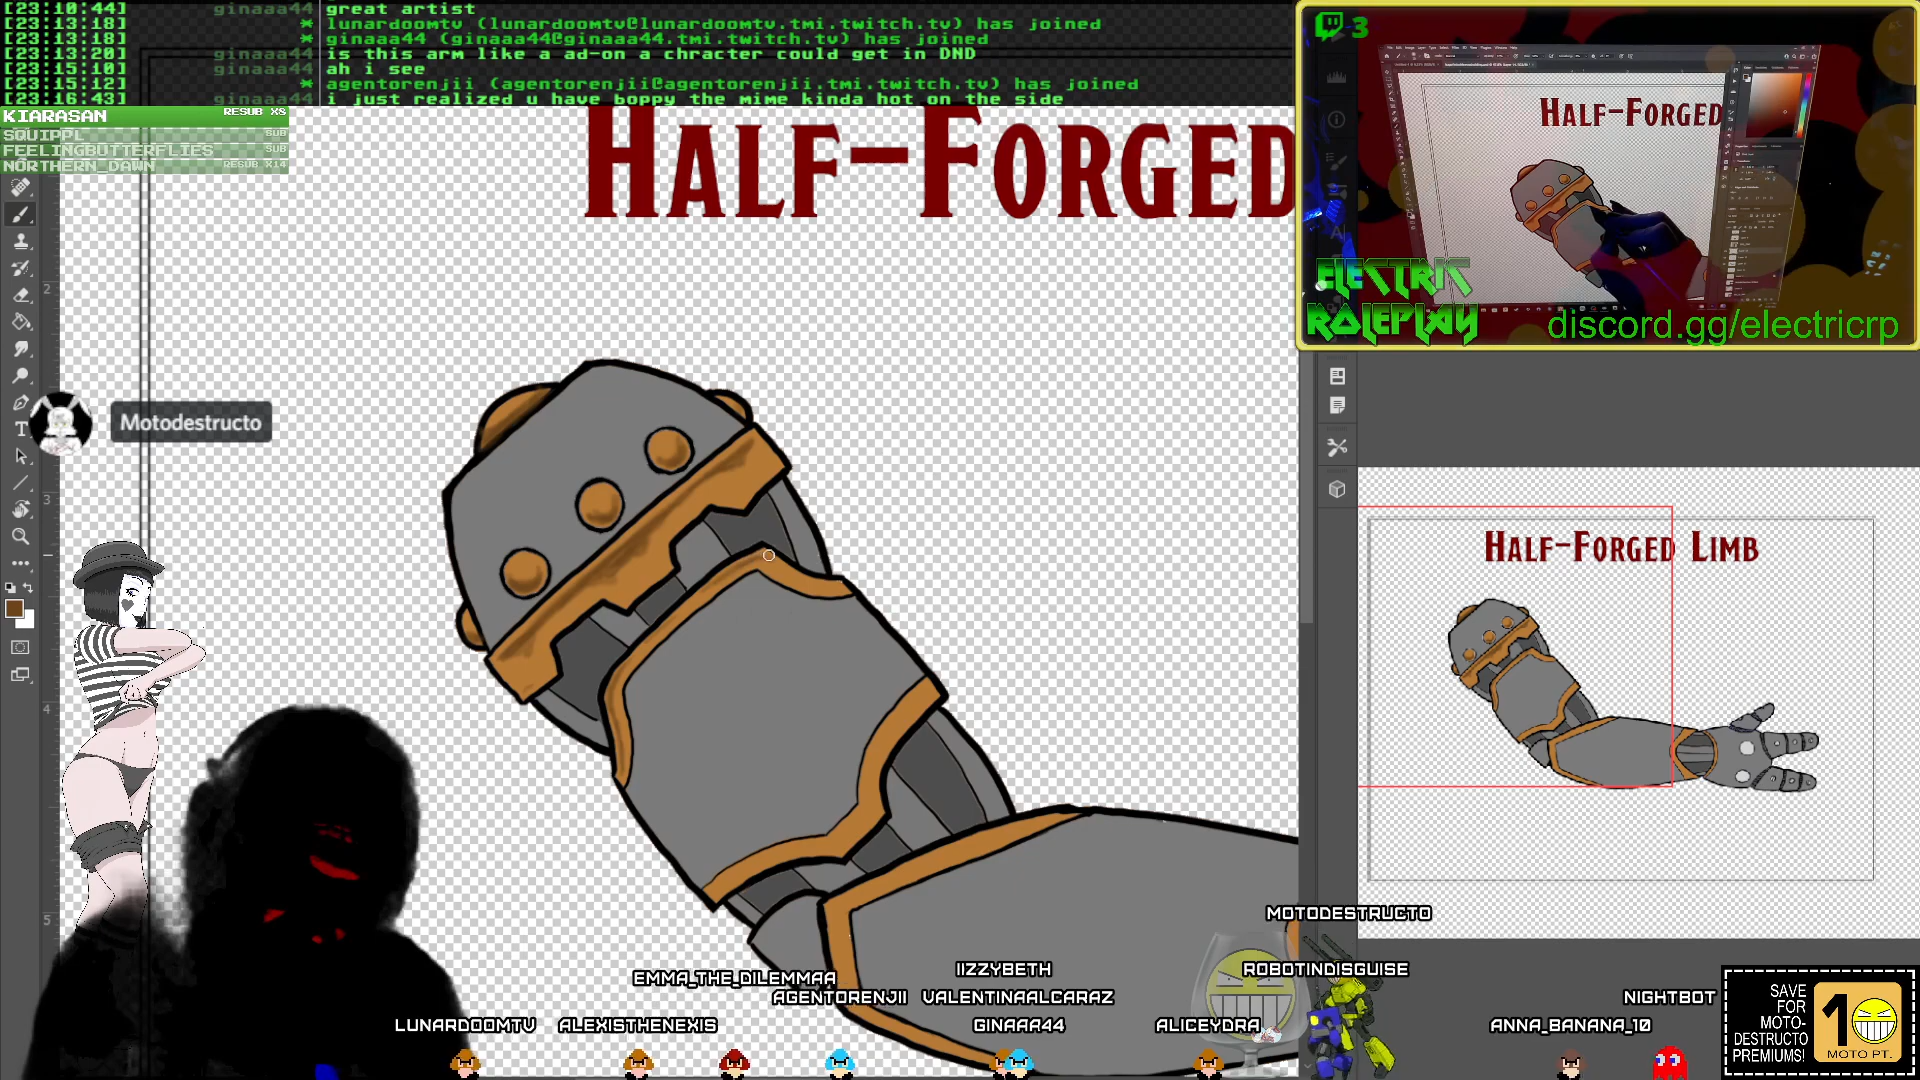 [23:10:44] ginaaa44 great artist
[23:13:18] * lunardoomtv (lunardoomtv@lunardoomtv.tmi.twitch.tv) has joined
[23:13:18] * ginaaa44 (ginaaa44@ginaaa44.tmi.twitch.tv) has joined
[23:13:20] ginaaa44 is this arm like a ad-on a chracter could get in DND
[23:15:10] ginaaa44 ah i see
[23:15:12] * agentorenjii (agentorenjii@agentorenjii.tmi.twitch.tv) has joined
[23:16:43] ginaaa44 i just realized u have boppy the mime kinda hot on the side
KIARASAN RESUB X8
SQUIPPL SUB
FEELINGBUTTERFLIES SUB
NORTHERN_DAWN RESUB X14
HALF-FORGED
3
HALF-FORGED
ELECTRIC
ROLEPLAY
discord.gg/electricrp
2
3
4
5
Motodestructo
HALF-FORGED LIMB
MOTODESTRUCTO
EMMA_THE_DILEMMAA
IIZZYBETH
ROBOTINDISGUISE
AGENTORENJII
VALENTINAALCARAZ
NIGHTBOT
LUNARDOOMTV
ALEXISTHENEXIS
GINAAA44
ALICEYDRA
ANNA_BANANA_10
SAVE
FOR
MOTO-
DESTRUCTO
PREMIUMS!
1
MOTO PT.